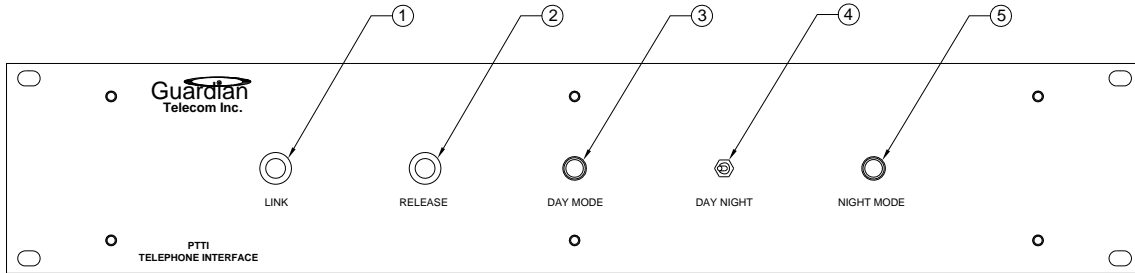 1 2 3 4 5
Guardian
Telecom Inc.
LINK RELEASE DAY MODE DAY NIGHT NIGHT MODE
PTTI
TELEPHONE INTERFACE